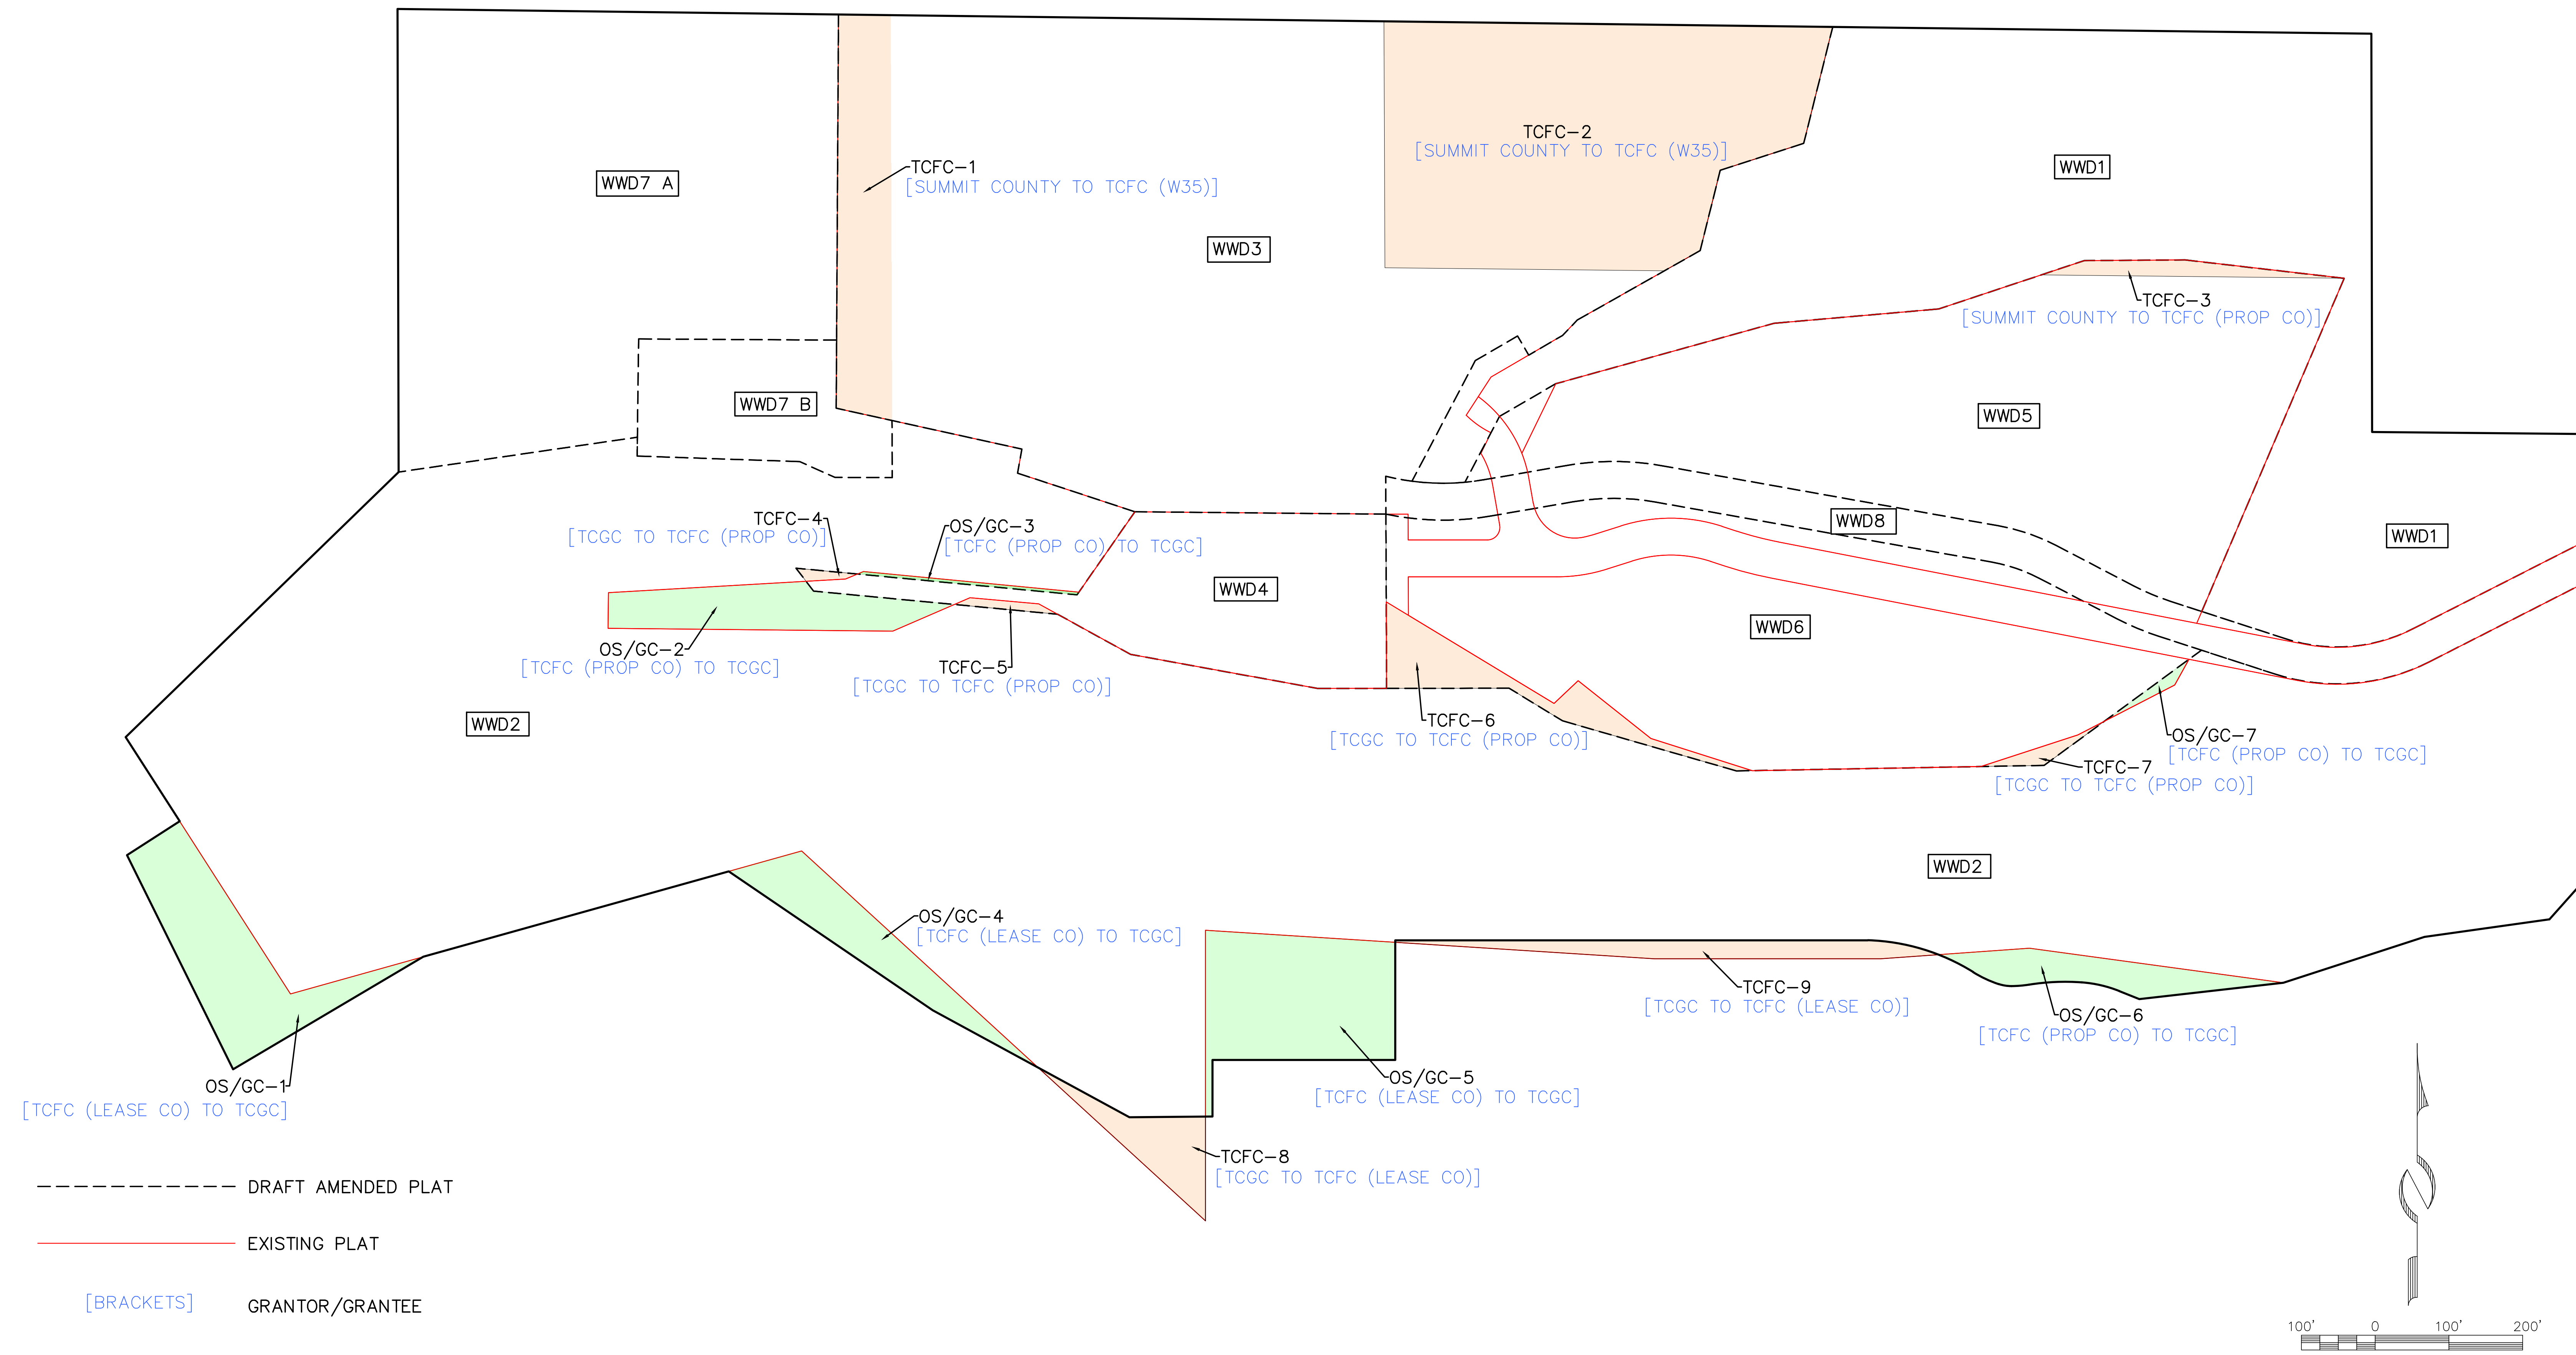 TCFC-2
[SUMMIT COUNTY TO TCFC (W35)]
WWD1
TCFC-1
[SUMMIT COUNTY TO TCFC (W35)]
WWD7 A
WWD3
TCFC-3
[SUMMIT COUNTY TO TCFC (PROP CO)]
WWD7 B
WWD5
TCFC-4
[TCGC TO TCFC (PROP CO)]
OS/GC-3
[TCFC (PROP CO) TO TCGC]
WWD8
WWD1
WWD4
WWD6
OS/GC-2
[TCFC (PROP CO) TO TCGC]
TCFC-5
[TCGC TO TCFC (PROP CO)]
WWD2
TCFC-6
[TCGC TO TCFC (PROP CO)]
OS/GC-7
[TCFC (PROP CO) TO TCGC]
TCFC-7
[TCGC TO TCFC (PROP CO)]
WWD2
OS/GC-4
[TCFC (LEASE CO) TO TCGC]
TCFC-9
[TCGC TO TCFC (LEASE CO)]
OS/GC-6
[TCFC (PROP CO) TO TCGC]
OS/GC-1
[TCFC (LEASE CO) TO TCGC]
OS/GC-5
[TCFC (LEASE CO) TO TCGC]
TCFC-8
[TCGC TO TCFC (LEASE CO)]
DRAFT AMENDED PLAT
EXISTING PLAT
[BRACKETS] GRANTOR/GRANTEE
100' 0 100' 200'